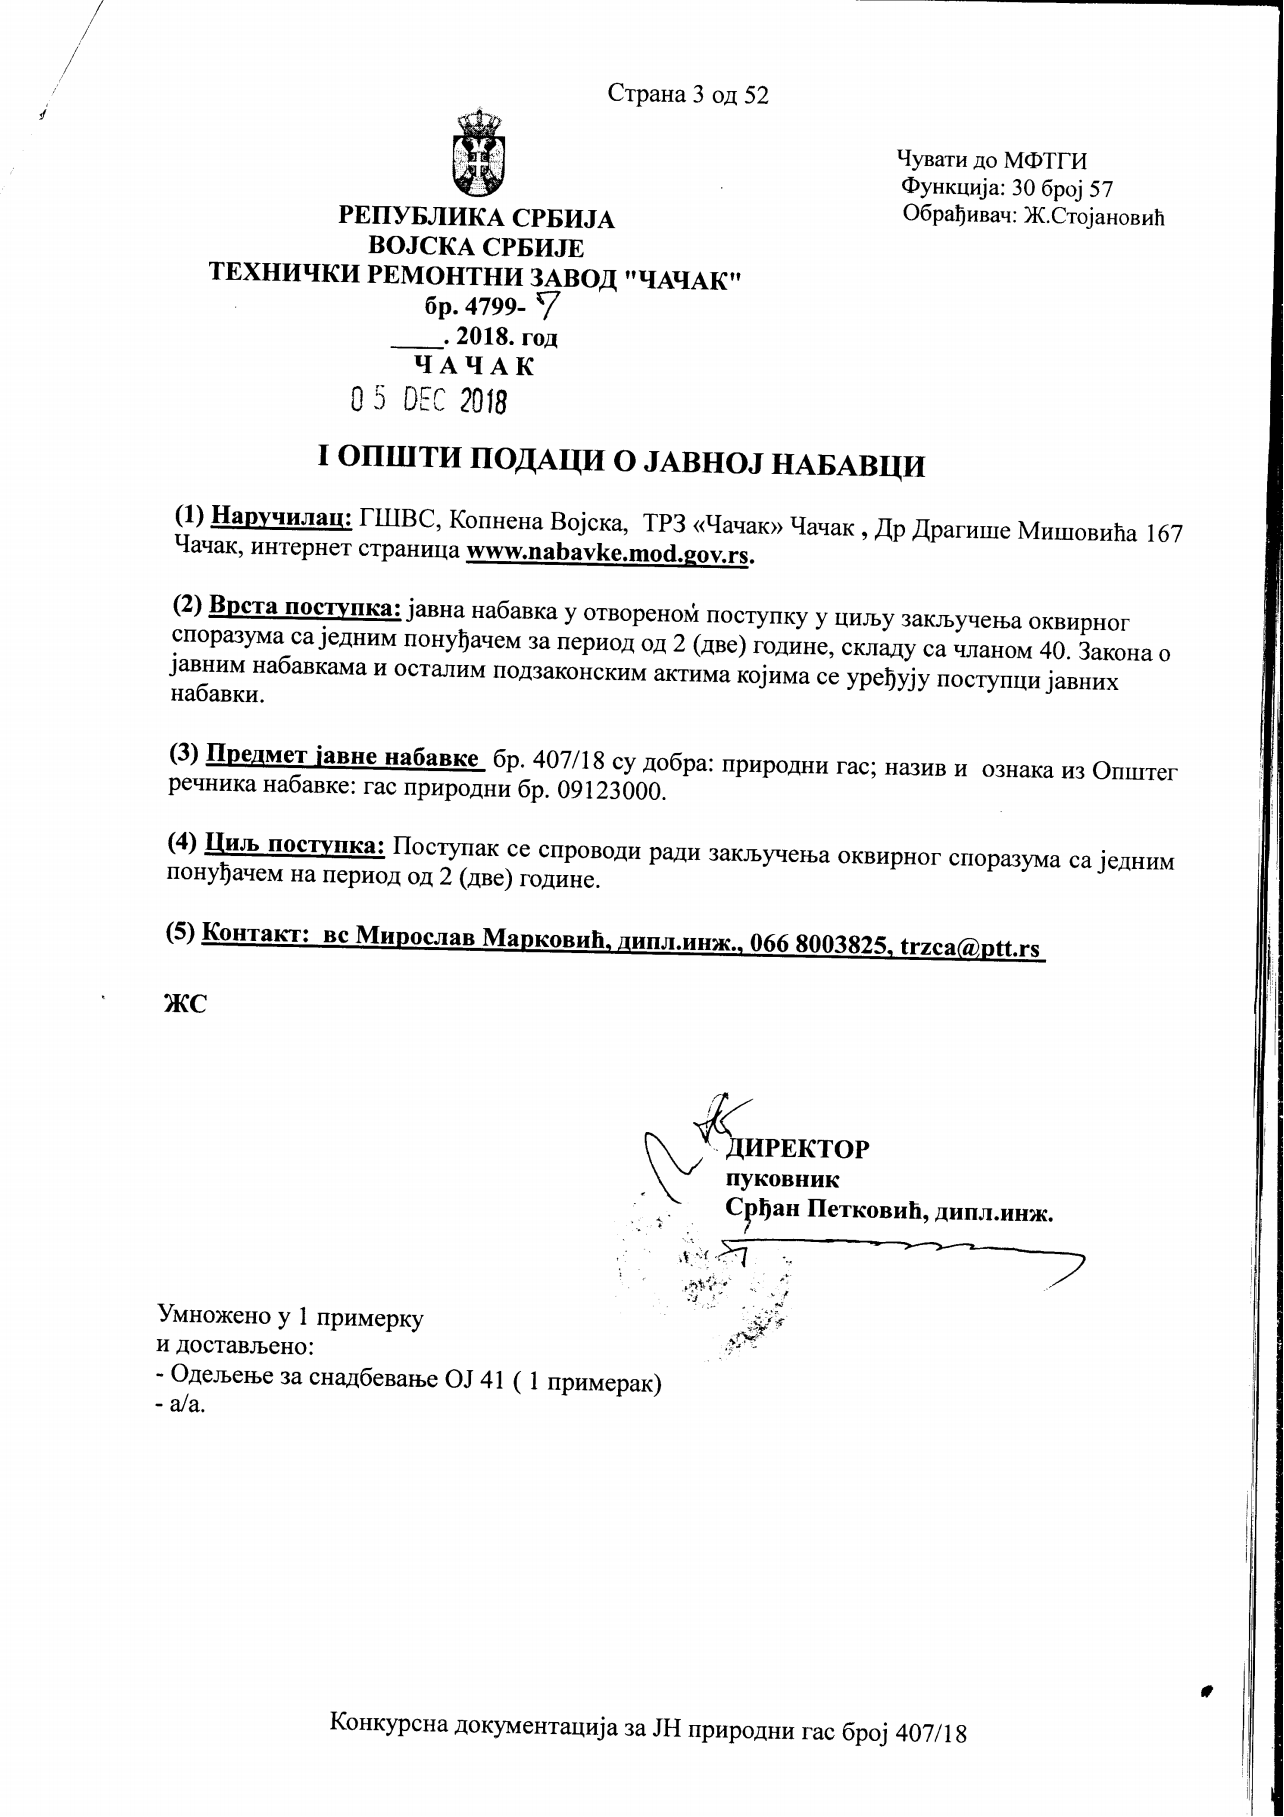 Страна 3 од 52
Чувати до МФТГИ
Функција: 30 број 57
Обрађивач: Ж.Стојановић
РЕПУБЛИКА СРБИЈА
ВОЈСКА СРБИЈЕ
ТЕХНИЧКИ РЕМОНТНИ ЗАВОД "ЧАЧАК"
бр. 4799-
____. 2018. год
Ч А Ч А К
05 DEC 2018
I ОПШТИ ПОДАЦИ О ЈАВНОЈ НАБАВЦИ
(1) Наручилац: ГШВС, Копнена Војска, ТРЗ «Чачак» Чачак , Др Драгише Мишовића 167
Чачак, интернет страница www.nabavke.mod.gov.rs.
(2) Врста поступка: јавна набавка у отвореном поступку у циљу закључења оквирног
споразума са једним понуђачем за период од 2 (две) године, складу са чланом 40. Закона о
јавним набавкама и осталим подзаконским актима којима се уређују поступци јавних
набавки.
(3) Предмет јавне набавке бр. 407/18 су добра: природни гас; назив и ознака из Општег
речника набавке: гас природни бр. 09123000.
(4) Циљ поступка: Поступак се спроводи ради закључења оквирног споразума са једним
понуђачем на период од 2 (две) године.
(5) Контакт: вс Мирослав Марковић, дипл.инж., 066 8003825, trzca@ptt.rs
ЖС
ДИРЕКТОР
пуковник
Срђан Петковић, дипл.инж.
Умножено у 1 примерку
и достављено:
- Одељење за снадбевање ОЈ 41 ( 1 примерак)
- а/а.
Конкурсна документација за ЈН природни гас број 407/18